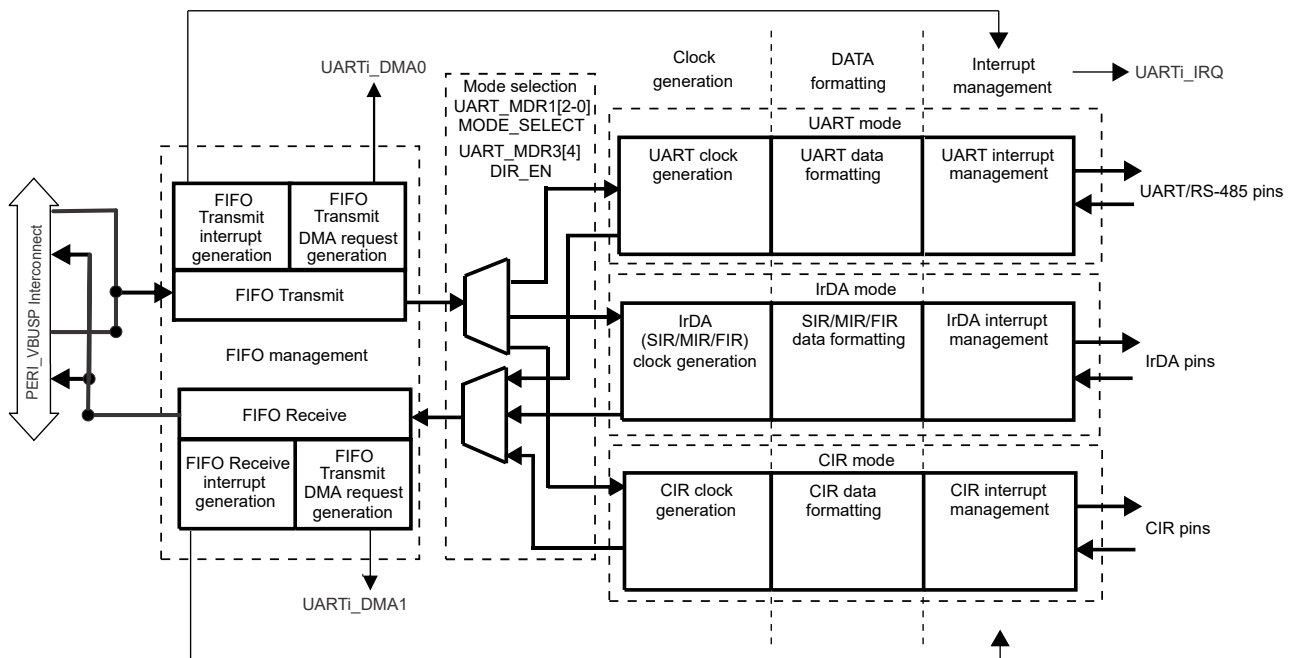 Clock
generation
DATA
formatting
Interrupt
management
UARTi_IRQ
UARTi_DMA0
Mode selection
UART_MDR1[2-0]
MODE_SELECT
UART_MDR3[4]
DIR_EN
UART mode
UART clock
generation
UART data
formatting
UART interrupt
management
UART/RS-485 pins
PERI_VBUSP Interconnect
FIFO
Transmit
interrupt
generation
FIFO
Transmit
DMA request
generation
FIFO Transmit
FIFO management
IrDA mode
IrDA
(SIR/MIR/FIR)
clock generation
SIR/MIR/FIR
data formatting
IrDA interrupt
management
IrDA pins
FIFO Receive
FIFO Receive
interrupt
generation
FIFO
Transmit
DMA request
generation
CIR mode
CIR clock
generation
CIR data
formatting
CIR interrupt
management
CIR pins
UARTi_DMA1